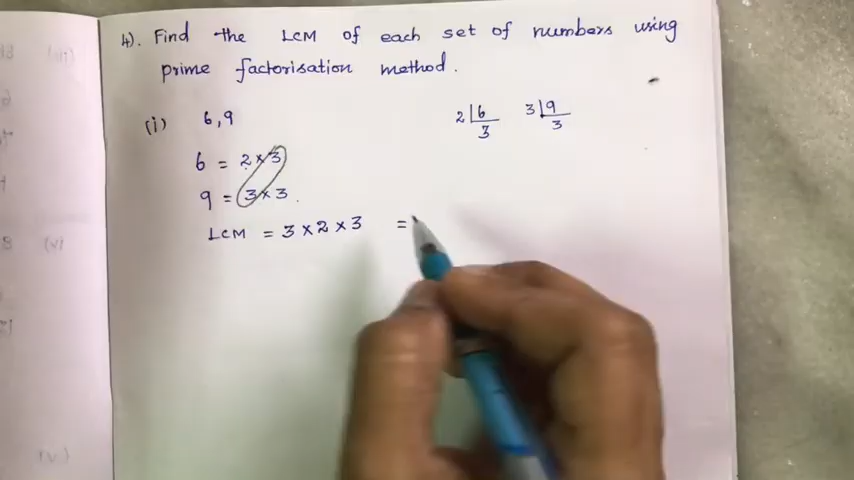 4). Find the LCM of each set of numbers using
prime factorisation method.
(i) 6, 9
2 6 3 9
3 3
6 = 2 × 3
9 = 3 × 3.
LCM = 3 × 2 × 3 =
(vi)